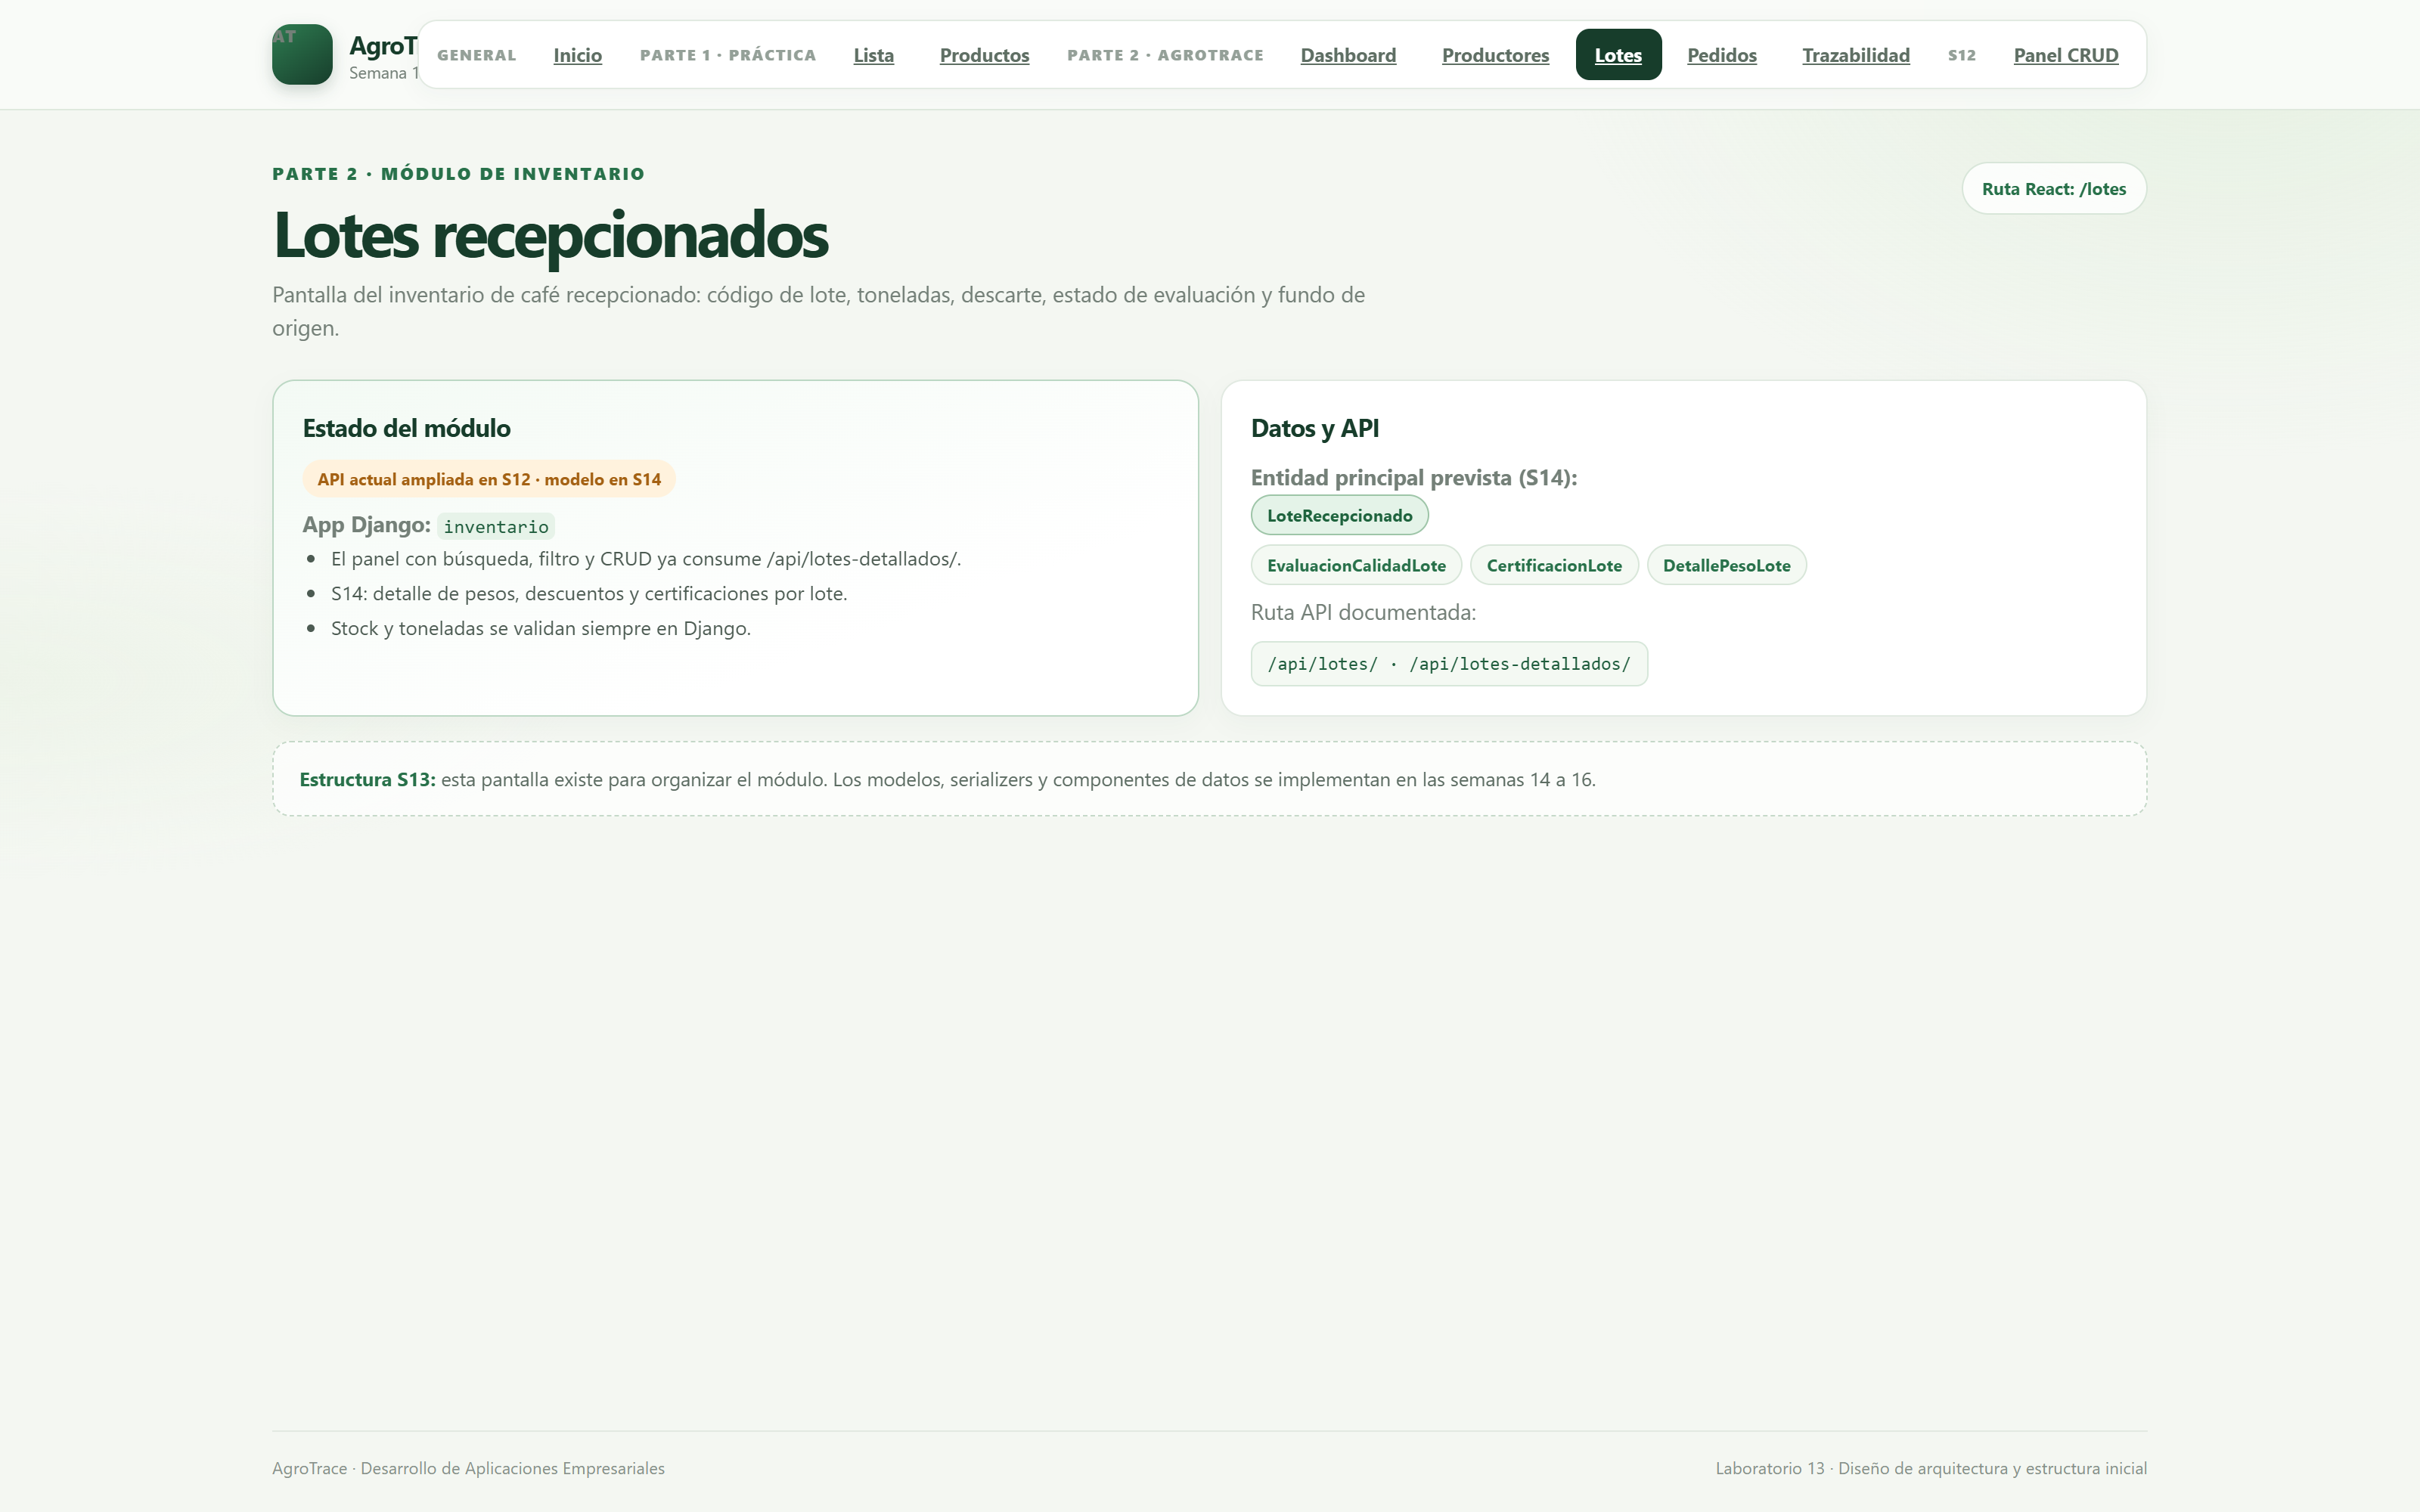 AT
AgroT
Semana 1
GENERAL Inicio PARTE 1 · PRÁCTICA Lista Productos PARTE 2 · AGROTRACE Dashboard Productores Lotes Pedidos Trazabilidad S12 Panel CRUD
PARTE 2 · MÓDULO DE INVENTARIO
Ruta React: /lotes
Lotes recepcionados
Pantalla del inventario de café recepcionado: código de lote, toneladas, descarte, estado de evaluación y fundo de
origen.
Estado del módulo
API actual ampliada en S12 · modelo en S14
App Django: inventario
• El panel con búsqueda, filtro y CRUD ya consume /api/lotes-detallados/.
• S14: detalle de pesos, descuentos y certificaciones por lote.
• Stock y toneladas se validan siempre en Django.
Datos y API
Entidad principal prevista (S14):
LoteRecepcionado
EvaluacionCalidadLote CertificacionLote DetallePesoLote
Ruta API documentada:
/api/lotes/ · /api/lotes-detallados/
Estructura S13: esta pantalla existe para organizar el módulo. Los modelos, serializers y componentes de datos se implementan en las semanas 14 a 16.
AgroTrace · Desarrollo de Aplicaciones Empresariales
Laboratorio 13 · Diseño de arquitectura y estructura inicial